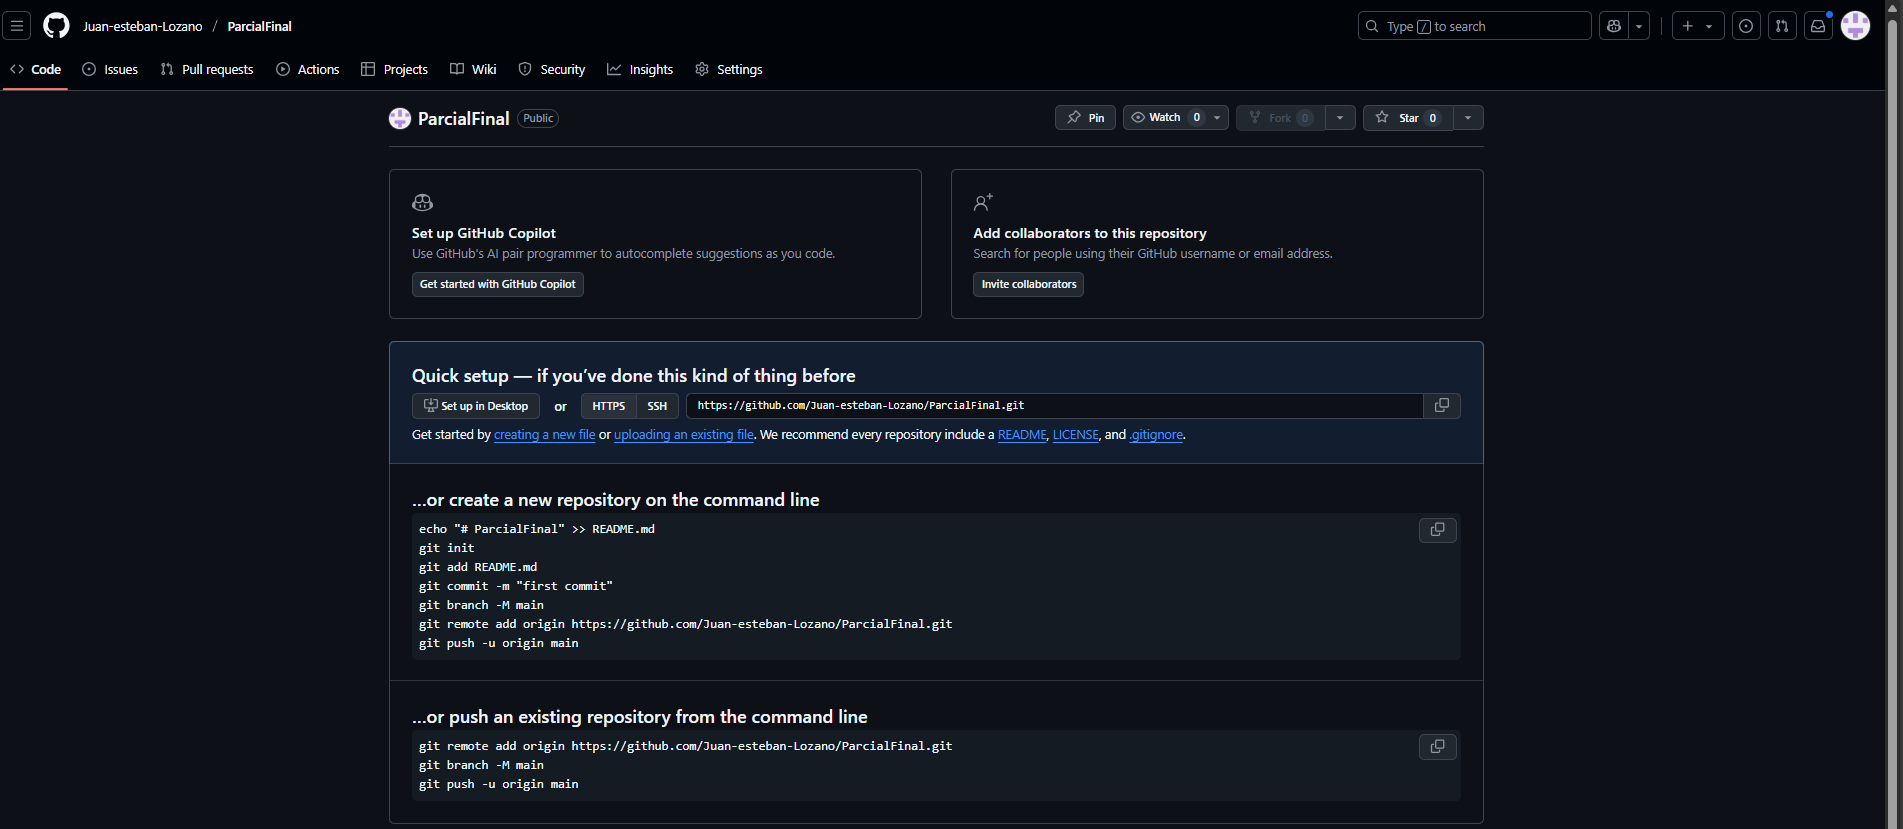 Juan-esteban-Lozano / ParcialFinal
Type / to search
Code Issues Pull requests Actions Projects Wiki Security Insights Settings
ParcialFinal Public
Pin Watch 0 Fork 0 Star 0
Set up GitHub Copilot
Use GitHub's AI pair programmer to autocomplete suggestions as you code.
Get started with GitHub Copilot
Add collaborators to this repository
Search for people using their GitHub username or email address.
Invite collaborators
Quick setup — if you’ve done this kind of thing before
Set up in Desktop or HTTPS SSH https://github.com/Juan-esteban-Lozano/ParcialFinal.git
Get started by creating a new file or uploading an existing file. We recommend every repository include a README, LICENSE, and .gitignore.
…or create a new repository on the command line
echo "# ParcialFinal" >> README.md
git init
git add README.md
git commit -m "first commit"
git branch -M main
git remote add origin https://github.com/Juan-esteban-Lozano/ParcialFinal.git
git push -u origin main
…or push an existing repository from the command line
git remote add origin https://github.com/Juan-esteban-Lozano/ParcialFinal.git
git branch -M main
git push -u origin main